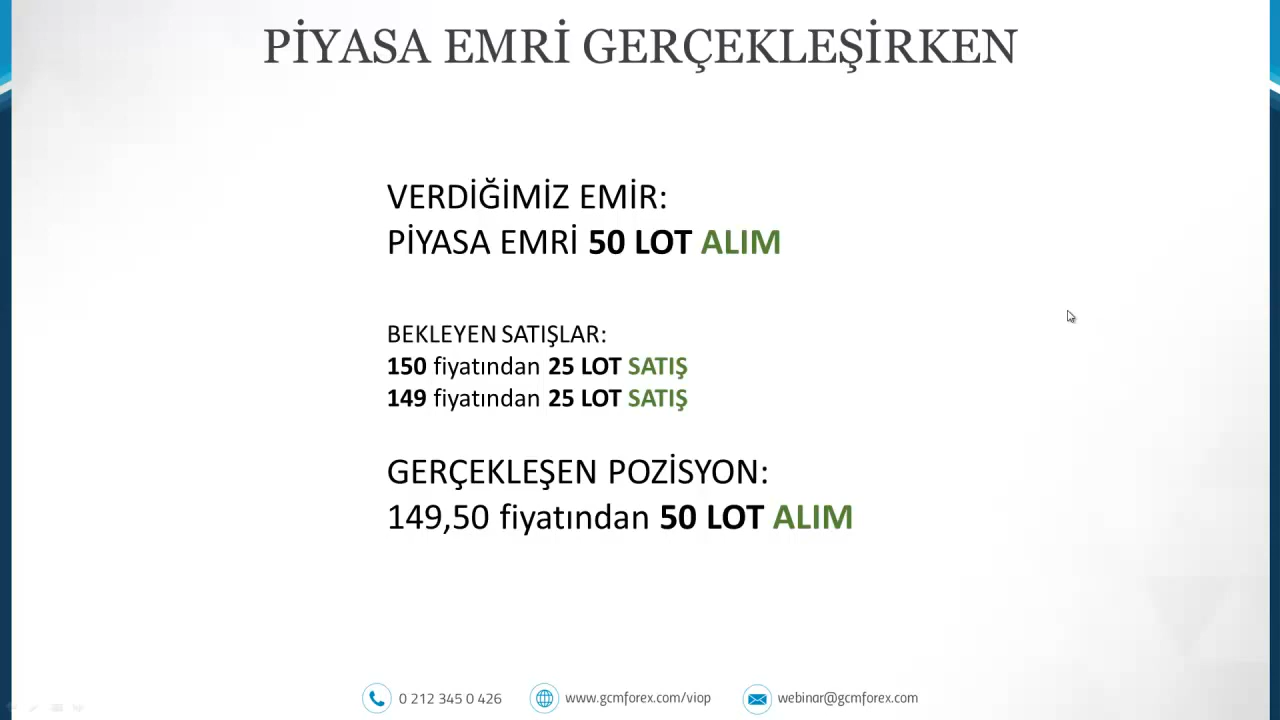 PİYASA EMRİ GERÇEKLEŞİRKEN
VERDİĞİMİZ EMİR:
PİYASA EMRİ 50 LOT ALIM
BEKLEYEN SATIŞLAR:
150 fiyatından 25 LOT SATIŞ
149 fiyatından 25 LOT SATIŞ
GERÇEKLEŞEN POZİSYON:
149,50 fiyatından 50 LOT ALIM
0 212 345 0 426
www.gcmforex.com/viop
webinar@gcmforex.com